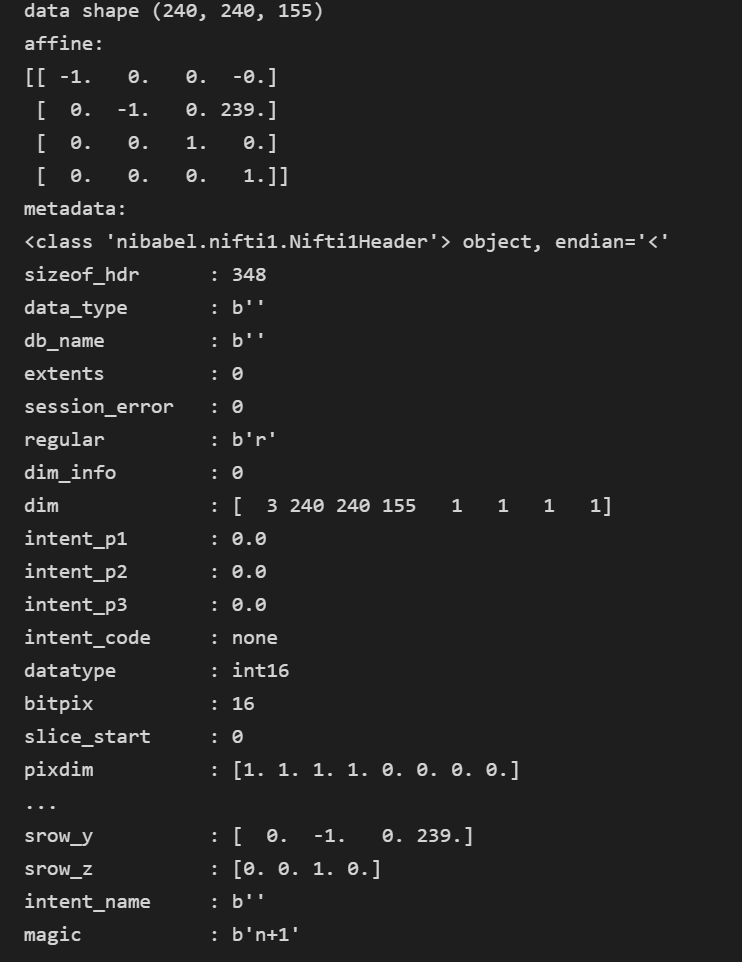 data shape (240, 240, 155)
affine:
[[ -1.   0.   0.  -0.]
 [  0.  -1.   0. 239.]
 [  0.   0.   1.   0.]
 [  0.   0.   0.   1.]]
metadata:
<class 'nibabel.nifti1.Nifti1Header'> object, endian='<'
sizeof_hdr      : 348
data_type       : b''
db_name         : b''
extents         : 0
session_error   : 0
regular         : b'r'
dim_info        : 0
dim             : [  3 240 240 155   1   1   1   1]
intent_p1       : 0.0
intent_p2       : 0.0
intent_p3       : 0.0
intent_code     : none
datatype        : int16
bitpix          : 16
slice_start     : 0
pixdim          : [1. 1. 1. 1. 0. 0. 0. 0.]
...
srow_y          : [  0.  -1.   0. 239.]
srow_z          : [0. 0. 1. 0.]
intent_name     : b''
magic           : b'n+1'